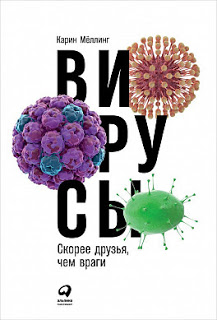 Карин Мёллинг
ВИ
РУ
СЫ
Скорее друзья,
чем враги